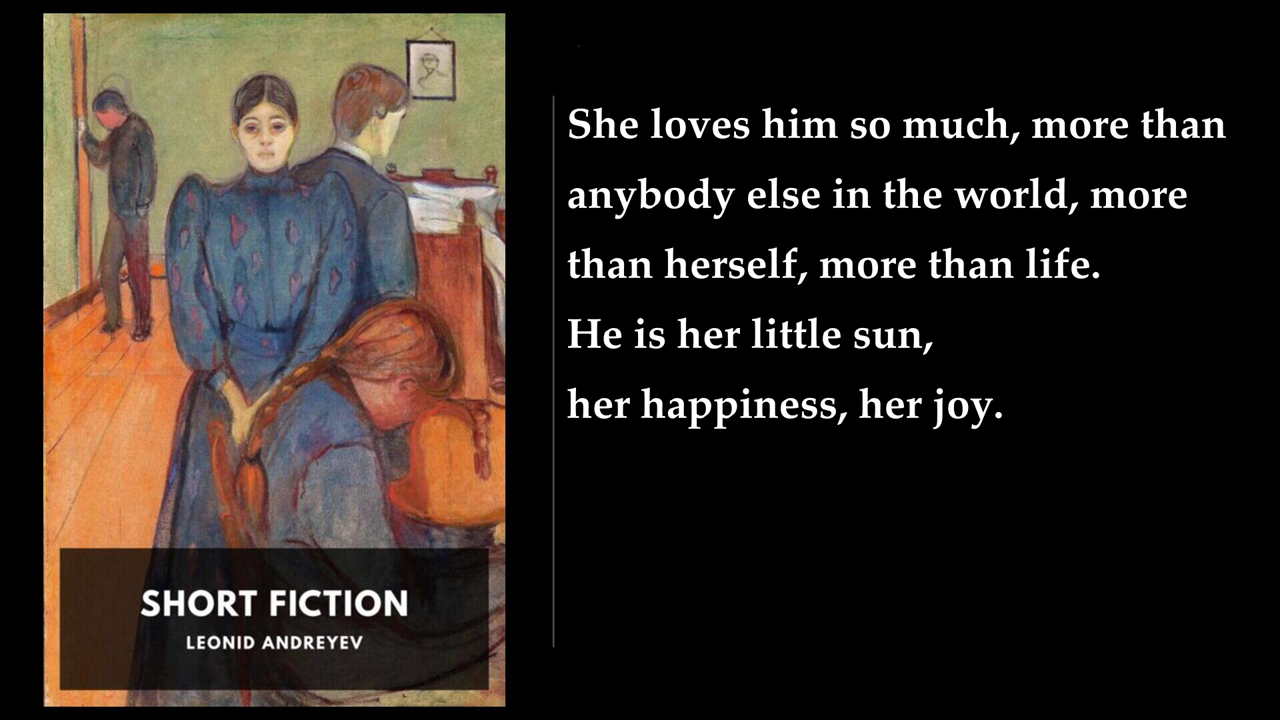 SHORT FICTION
LEONID ANDREYEV
She loves him so much, more than
anybody else in the world, more
than herself, more than life.
He is her little sun,
her happiness, her joy.